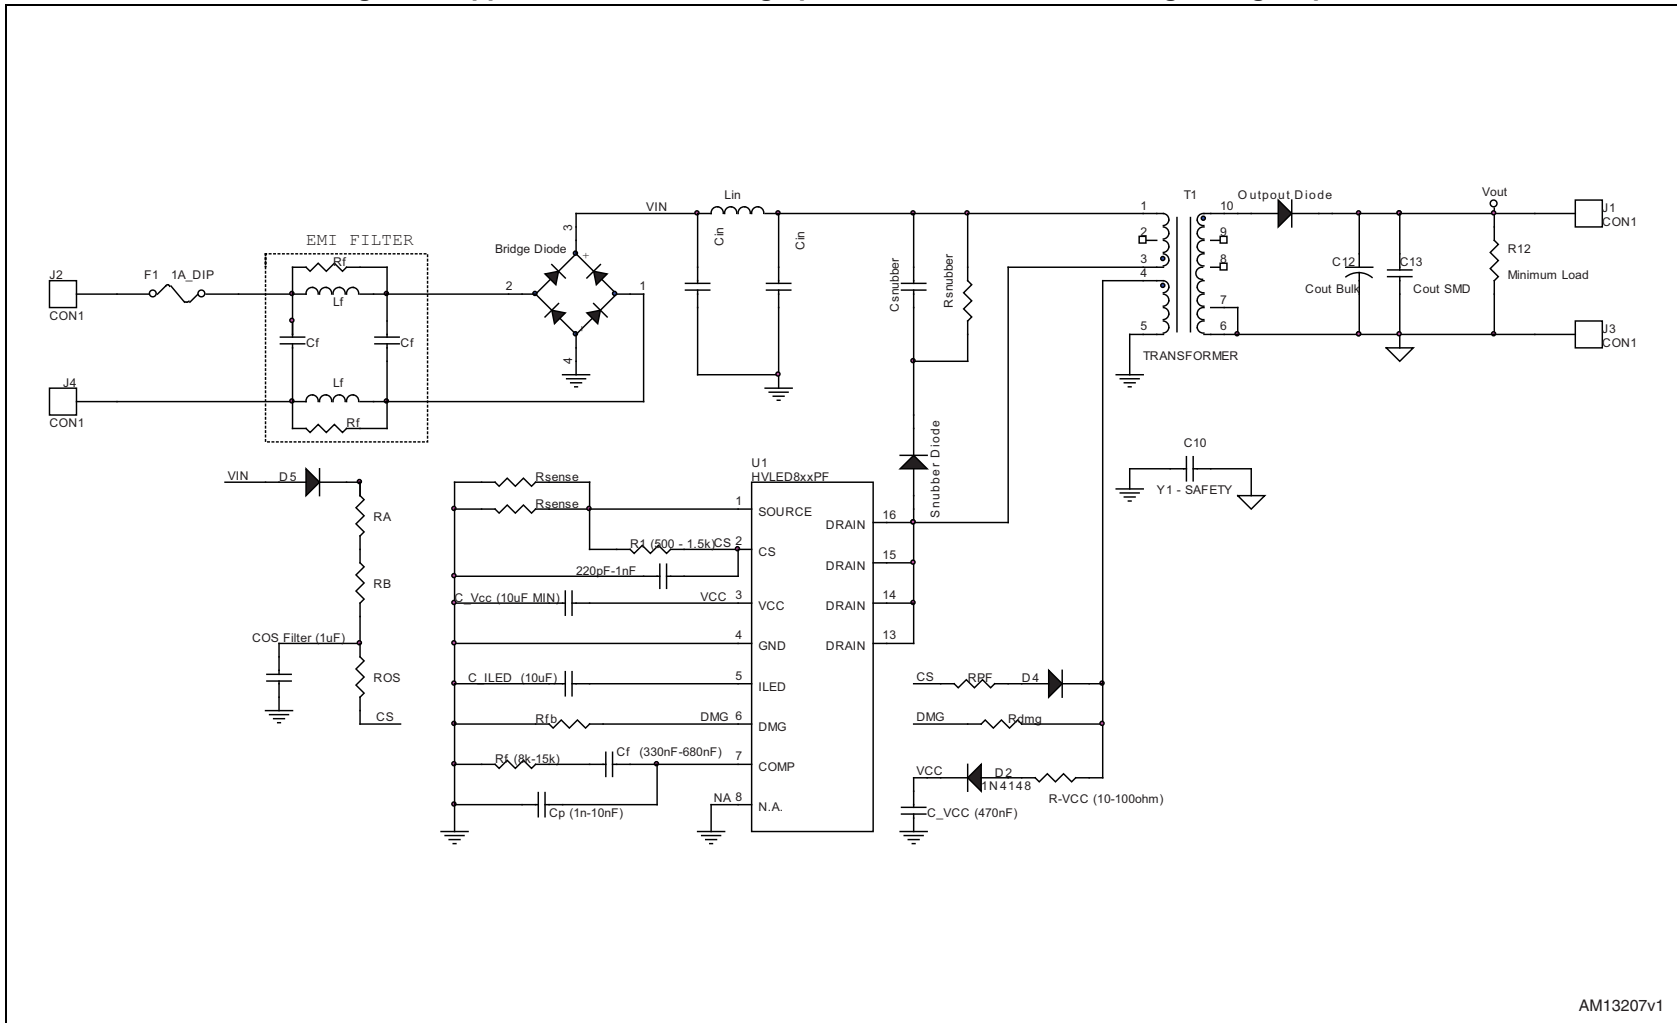 Lin
T1
Outpout Diode
Vout
VIN
1
10
J1
CON1
EMI FILTER
3
Bridge Diode
+
Cin
Cin
2
9
R12
Rf
3
8
C12
C13
Minimum Load
J2
F1 1A_DIP
2
1
Csnubber
Rsnubber
4
Cout Bulk
Cout SMD
CON1
Lf
7
Cf
Cf
5
6
J3
CON1
4
TRANSFORMER
J4
Lf
CON1
Rf
Snubber Diode
C10
Y1 - SAFETY
VIN
D5
U1
HVLED8xxPF
Rsense
Rsense
1
SOURCE
DRAIN
16
RA
R1 (500 - 1.5k)
CS 2
CS
DRAIN
15
220pF-1nF
RB
C_Vcc (10uF MIN)
VCC 3
VCC
DRAIN
14
COS Filter (1uF)
4
GND
DRAIN
13
ROS
C_ILED (10uF)
5
ILED
CS
RPF
D4
CS
Rfb
DMG 6
DMG
DMG
Rdmg
Rf (8k-15k)
Cf (330nF-680nF)
7
COMP
VCC
D2
1N4148
R-VCC (10-100ohm)
Cp (1n-10nF)
NA 8
N.A.
C_VCC (470nF)
AM13207v1